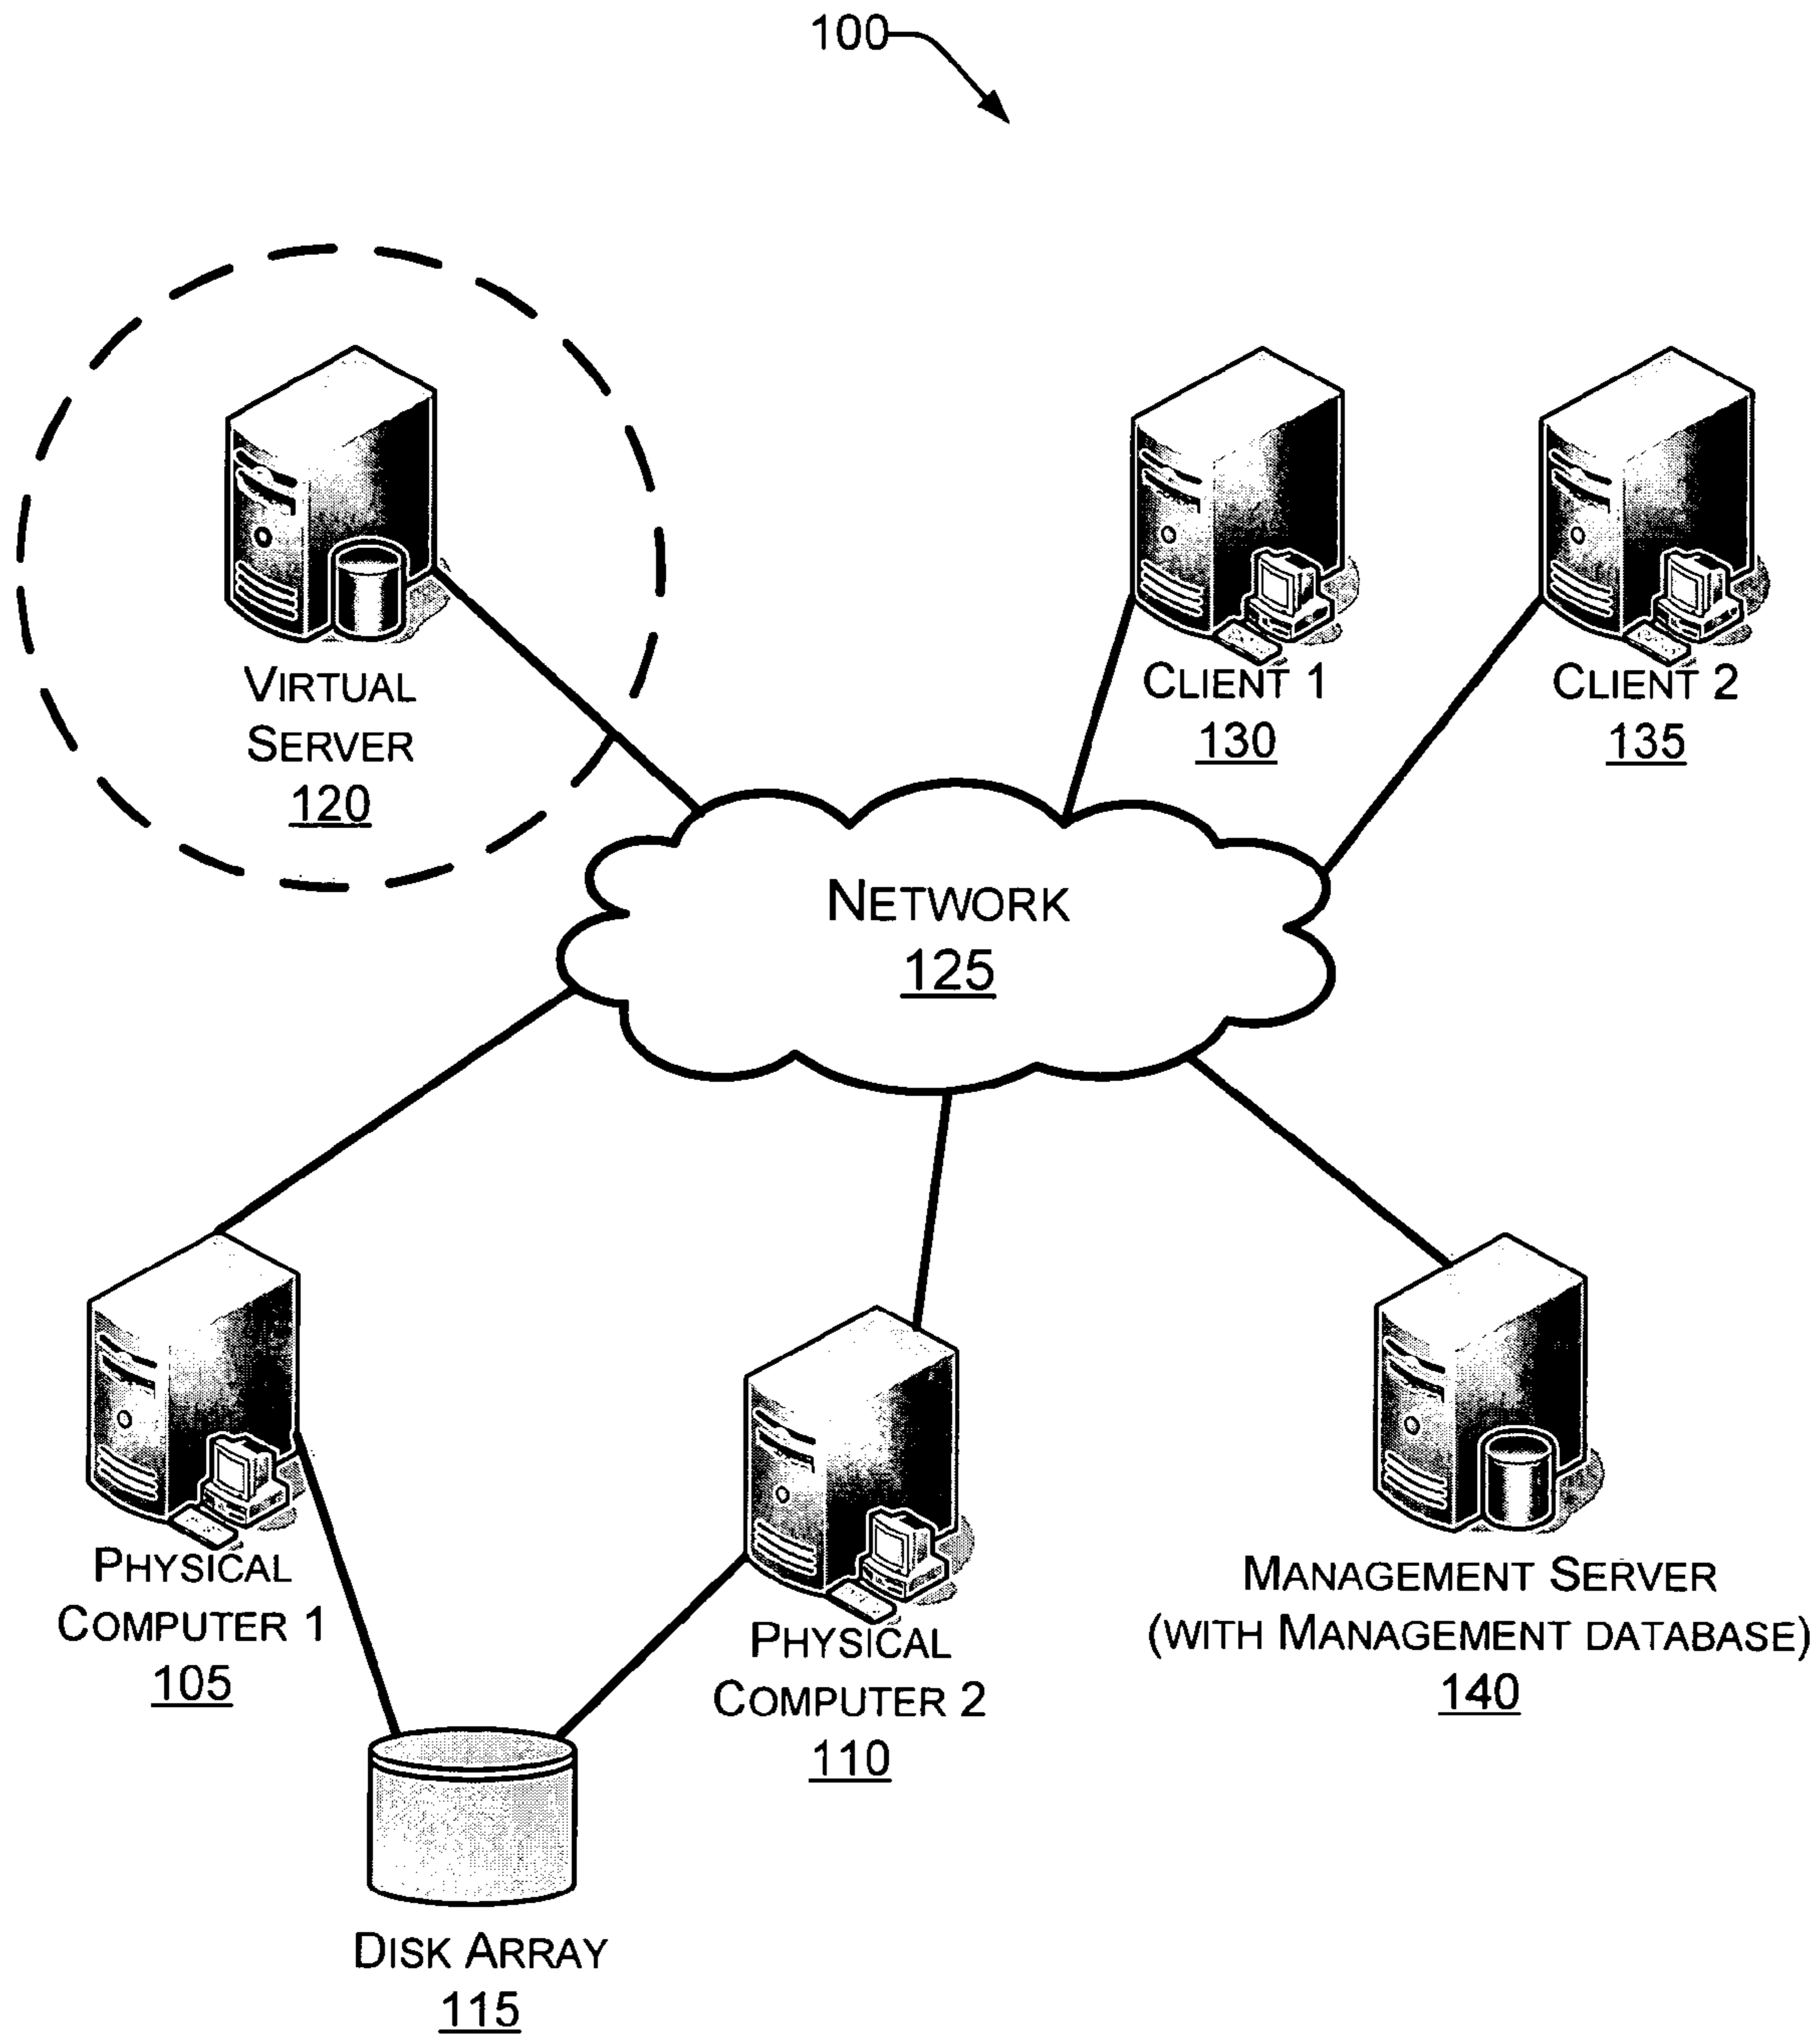 100
VIRTUAL
SERVER
120
CLIENT 1
130
CLIENT 2
135
NETWORK
125
PHYSICAL
COMPUTER 1
105
PHYSICAL
COMPUTER 2
110
MANAGEMENT SERVER
(WITH MANAGEMENT DATABASE)
140
DISK ARRAY
115